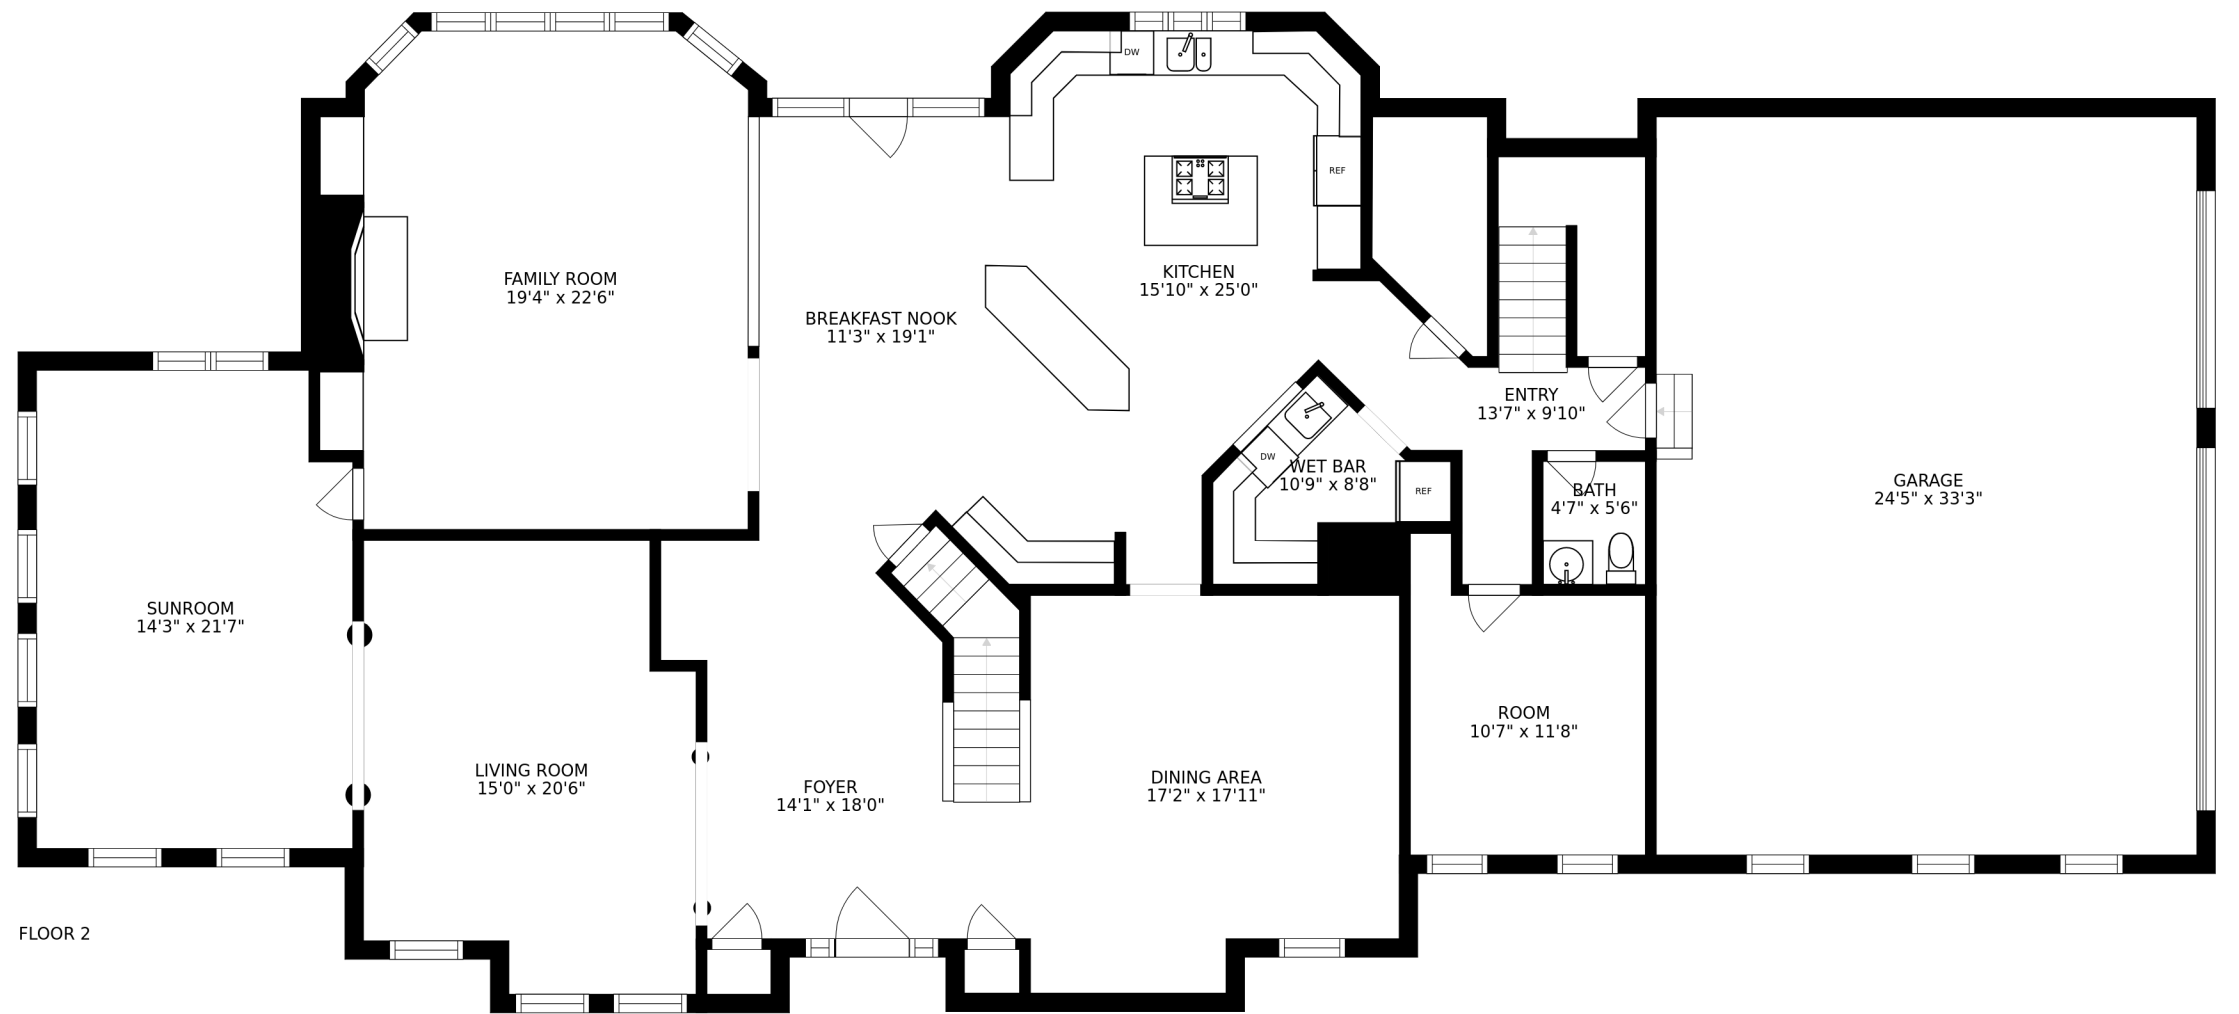 DW
REF
FAMILY ROOM
19'4" x 22'6"
KITCHEN
15'10" x 25'0"
BREAKFAST NOOK
11'3" x 19'1"
ENTRY
13'7" x 9'10"
DW
WET BAR
10'9" x 8'8"
REF
BATH
4'7" x 5'6"
GARAGE
24'5" x 33'3"
SUNROOM
14'3" x 21'7"
ROOM
10'7" x 11'8"
LIVING ROOM
15'0" x 20'6"
FOYER
14'1" x 18'0"
DINING AREA
17'2" x 17'11"
FLOOR 2